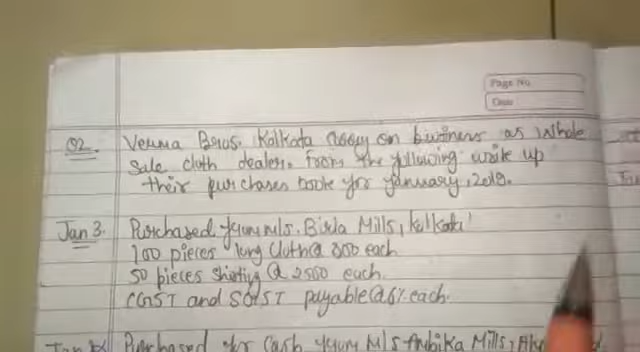 Page No.
Date
Q2. Verma Bros. Kolkata carry on business as whole
sale cloth dealers. From the following write up
their purchases book for January, 2019.
Jan 3. Purchased from M/s. Birla Mills, Kolkata
100 pieces long cloth @ 800 each
50 pieces shirting @ 2500 each.
CGST and SGST payable @ 6% each.
Purchased for cash from M/s Ambika Mills,